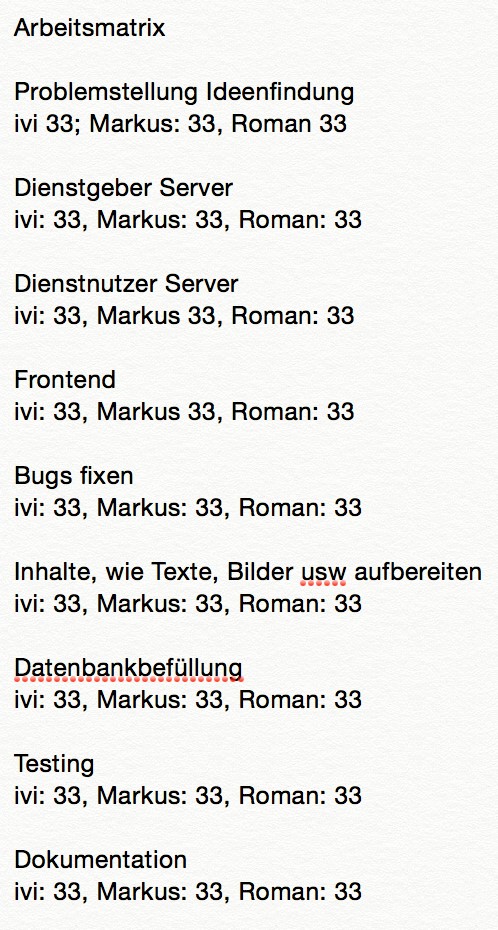 Arbeitsmatrix
Problemstellung Ideenfindung
ivi 33; Markus: 33, Roman 33
Dienstgeber Server
ivi: 33, Markus: 33, Roman: 33
Dienstnutzer Server
ivi: 33, Markus 33, Roman: 33
Frontend
ivi: 33, Markus 33, Roman: 33
Bugs fixen
ivi: 33, Markus: 33, Roman: 33
Inhalte, wie Texte, Bilder usw aufbereiten
ivi: 33, Markus: 33, Roman: 33
Datenbankbefüllung
ivi: 33, Markus: 33, Roman: 33
Testing
ivi: 33, Markus: 33, Roman: 33
Dokumentation
ivi: 33, Markus: 33, Roman: 33